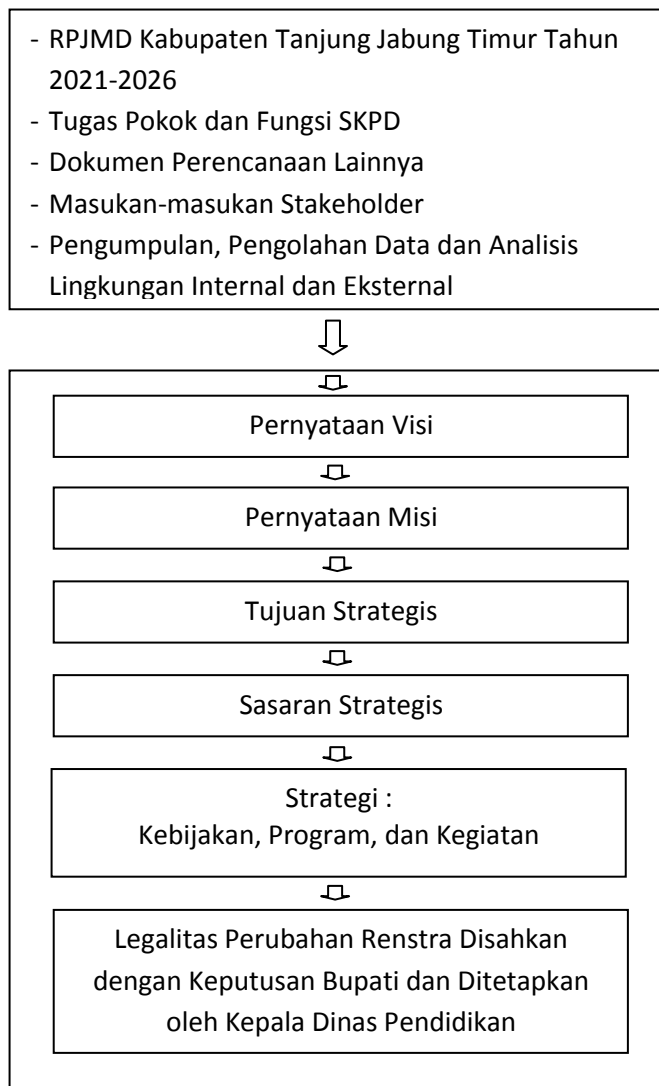 - RPJMD Kabupaten Tanjung Jabung Timur Tahun
2021-2026
- Tugas Pokok dan Fungsi SKPD
- Dokumen Perencanaan Lainnya
- Masukan-masukan Stakeholder
- Pengumpulan, Pengolahan Data dan Analisis
Lingkungan Internal dan Eksternal
Pernyataan Visi
Pernyataan Misi
Tujuan Strategis
Sasaran Strategis
Strategi :
Kebijakan, Program, dan Kegiatan
Legalitas Perubahan Renstra Disahkan
dengan Keputusan Bupati dan Ditetapkan
oleh Kepala Dinas Pendidikan